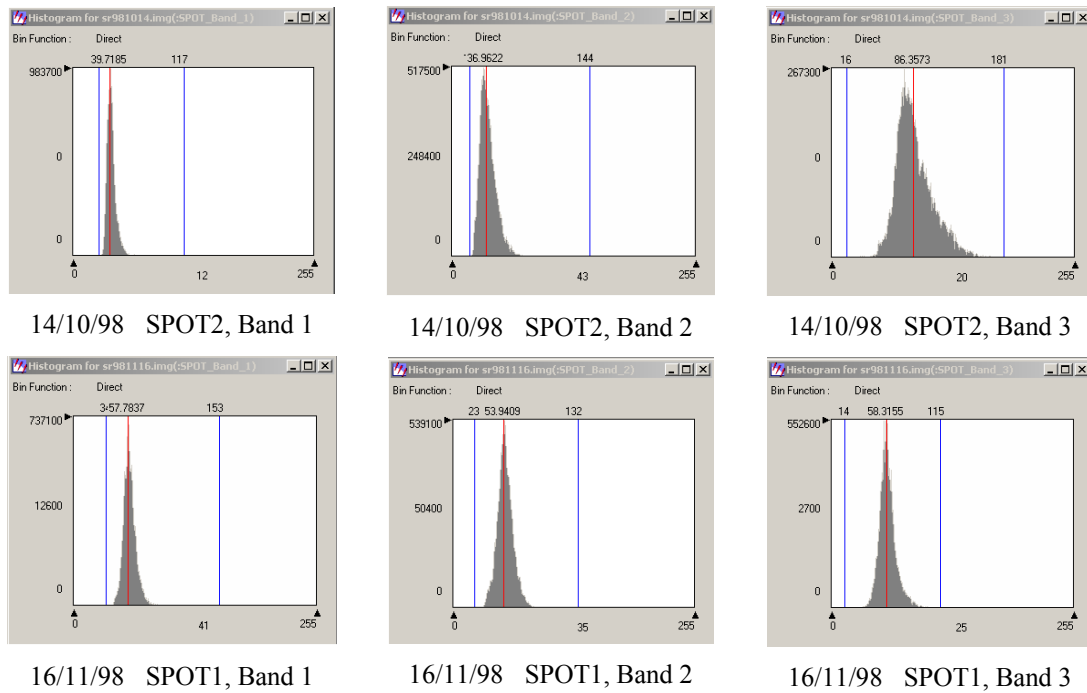 Histogram for sr981014.img(:SPOT_Band_1)
Bin Function : Direct
39.7185 117
983700
0
0
0 12 255
14/10/98 SPOT2, Band 1
Histogram for sr981014.img(:SPOT_Band_2)
Bin Function : Direct
36.9622 144
517500
248400
0
0 43 255
14/10/98 SPOT2, Band 2
Histogram for sr981014.img(:SPOT_Band_3)
Bin Function : Direct
16 86.3573 181
267300
0
0
0 20 255
14/10/98 SPOT2, Band 3
Histogram for sr981116.img(:SPOT_Band_1)
Bin Function : Direct
57.7837 153
737100
12600
0
0 41 255
16/11/98 SPOT1, Band 1
Histogram for sr981116.img(:SPOT_Band_2)
Bin Function : Direct
23 53.9409 132
539100
50400
0
0 35 255
16/11/98 SPOT1, Band 2
Histogram for sr981116.img(:SPOT_Band_3)
Bin Function : Direct
14 58.3155 115
552600
2700
0
0 25 255
16/11/98 SPOT1, Band 3